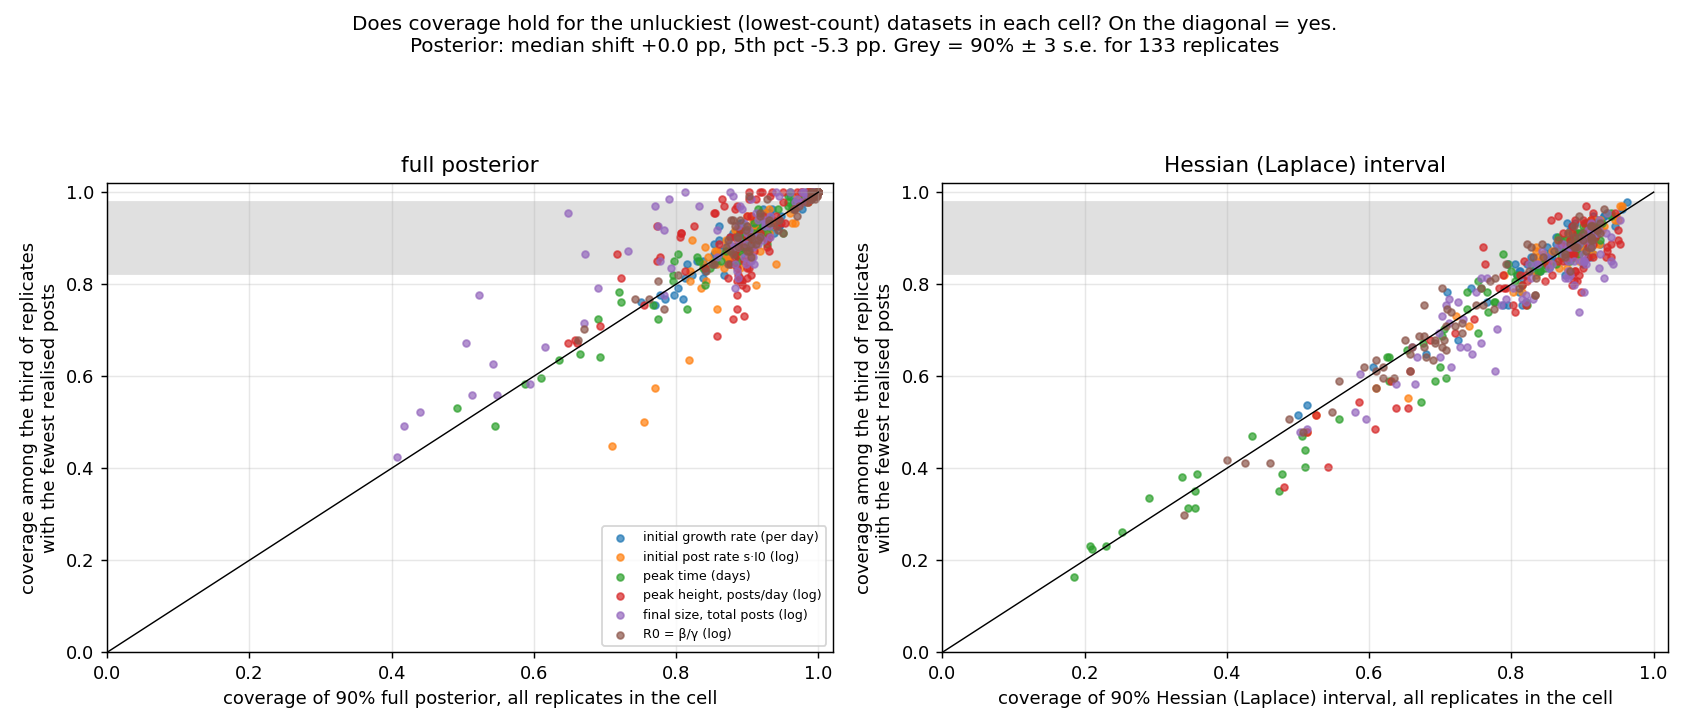 Does coverage hold for the unluckiest (lowest-count) datasets in each cell? On the diagonal = yes.
Posterior: median shift +0.0 pp, 5th pct -5.3 pp. Grey = 90% ± 3 s.e. for 133 replicates
full posterior
coverage among the third of replicates
with the fewest realised posts
1.0
0.8
0.6
0.4
0.2
0.0
initial growth rate (per day)
initial post rate s·I0 (log)
peak time (days)
peak height, posts/day (log)
final size, total posts (log)
R0 = β/γ (log)
0.0
0.2
0.4
0.6
0.8
1.0
coverage of 90% full posterior, all replicates in the cell
Hessian (Laplace) interval
coverage among the third of replicates
with the fewest realised posts
1.0
0.8
0.6
0.4
0.2
0.0
0.0
0.2
0.4
0.6
0.8
1.0
coverage of 90% Hessian (Laplace) interval, all replicates in the cell